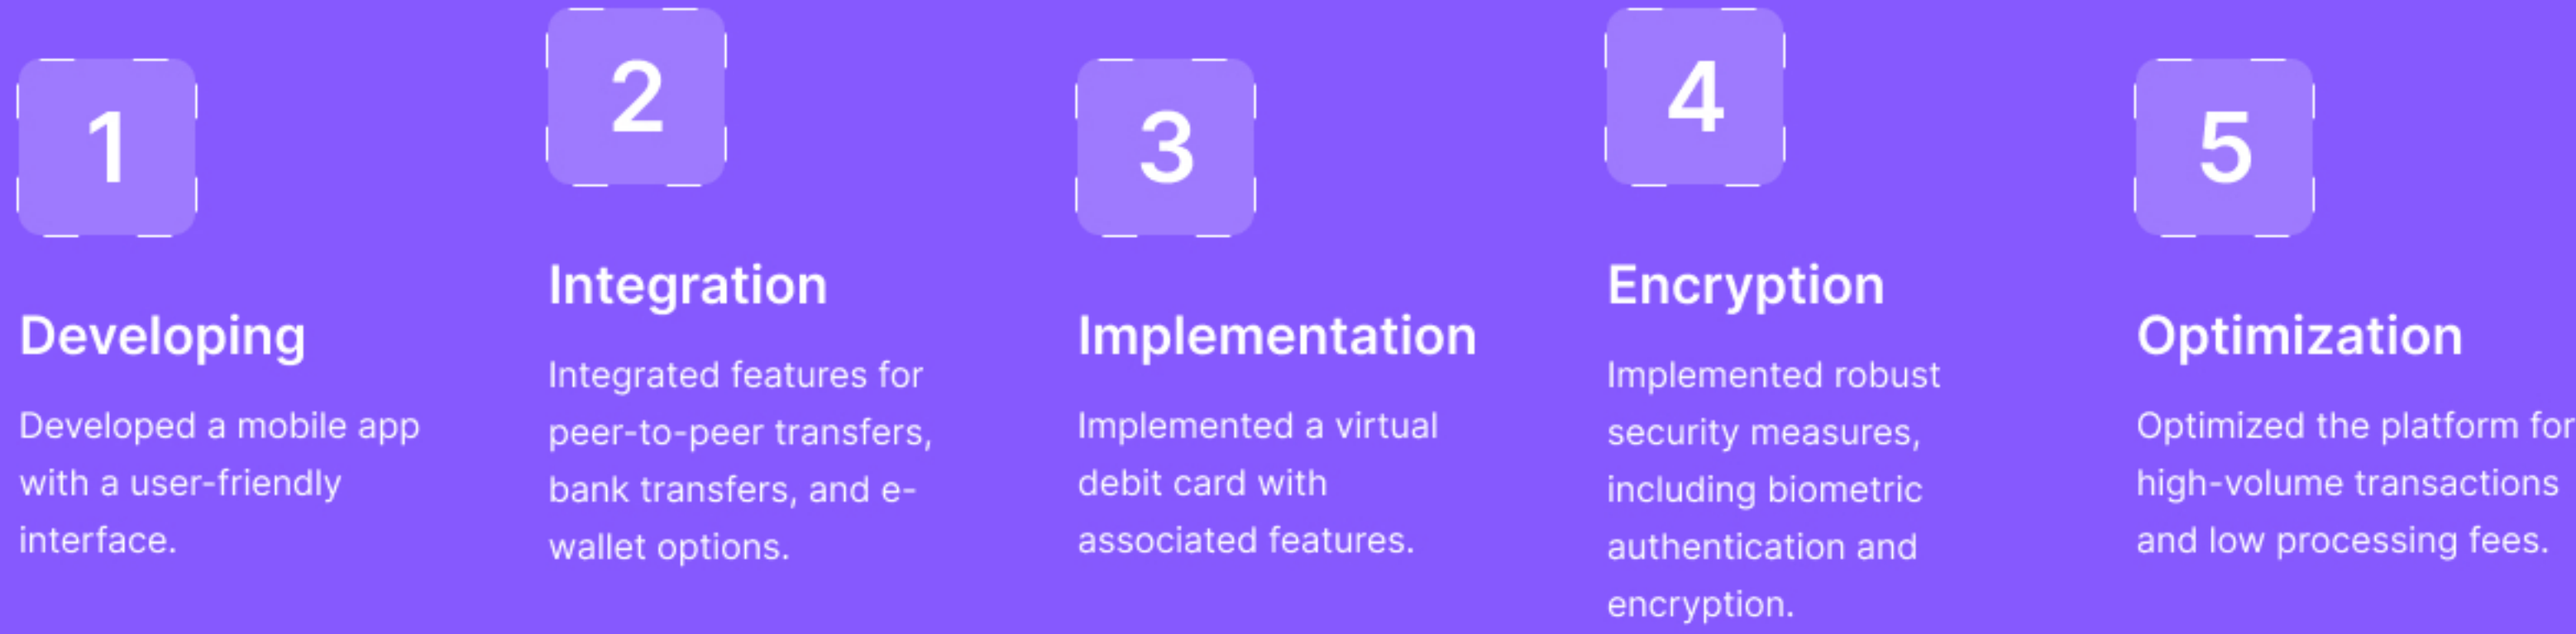 1
Developing
Developed a mobile app
with a user-friendly
interface.
2
Integration
Integrated features for
peer-to-peer transfers,
bank transfers, and e-
wallet options.
3
Implementation
Implemented a virtual
debit card with
associated features.
4
Encryption
Implemented robust
security measures,
including biometric
authentication and
encryption.
5
Optimization
Optimized the platform for
high-volume transactions
and low processing fees.